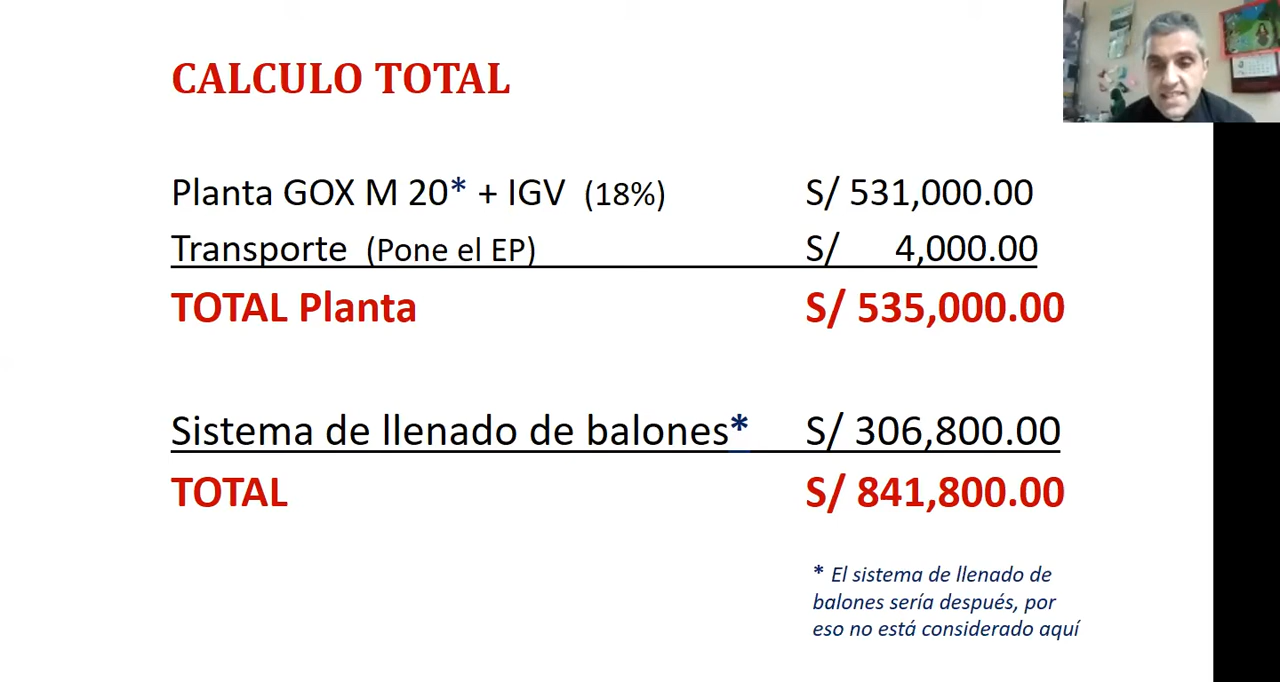 CALCULO TOTAL
Planta GOX M 20* + IGV (18%) S/ 531,000.00
Transporte (Pone el EP) S/ 4,000.00
TOTAL Planta S/ 535,000.00
Sistema de llenado de balones* S/ 306,800.00
TOTAL S/ 841,800.00
* El sistema de llenado de
balones sería después, por
eso no está considerado aquí